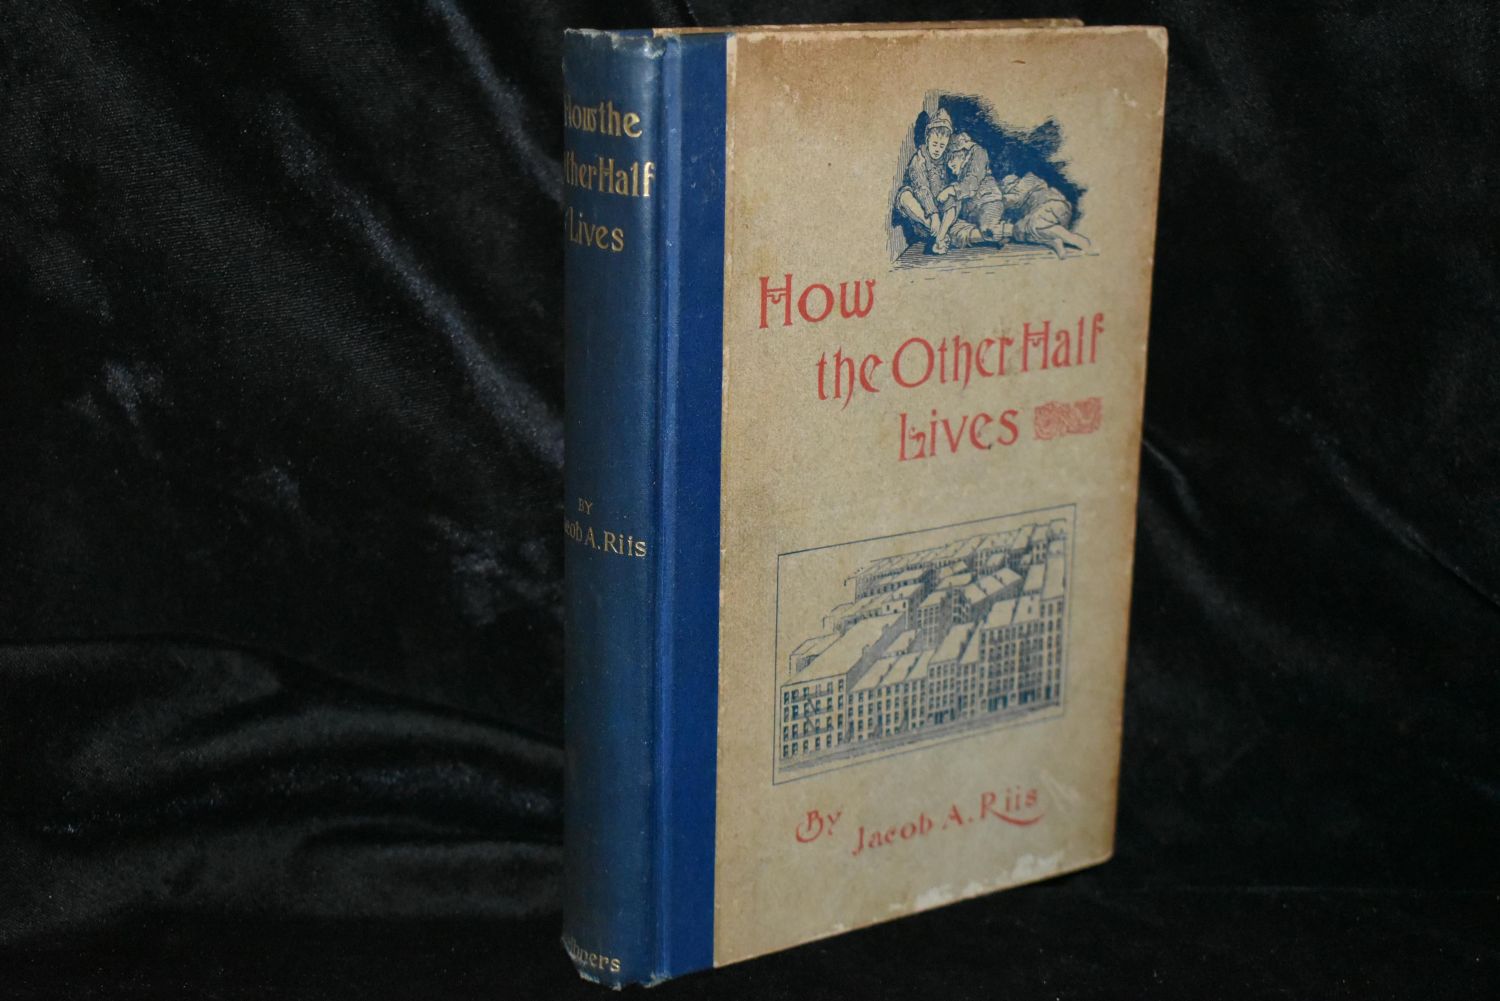 How the
Other Half
Lives
BY
Jacob A. Riis
Scribners
How
the Other Half
Lives
By Jacob A. Riis